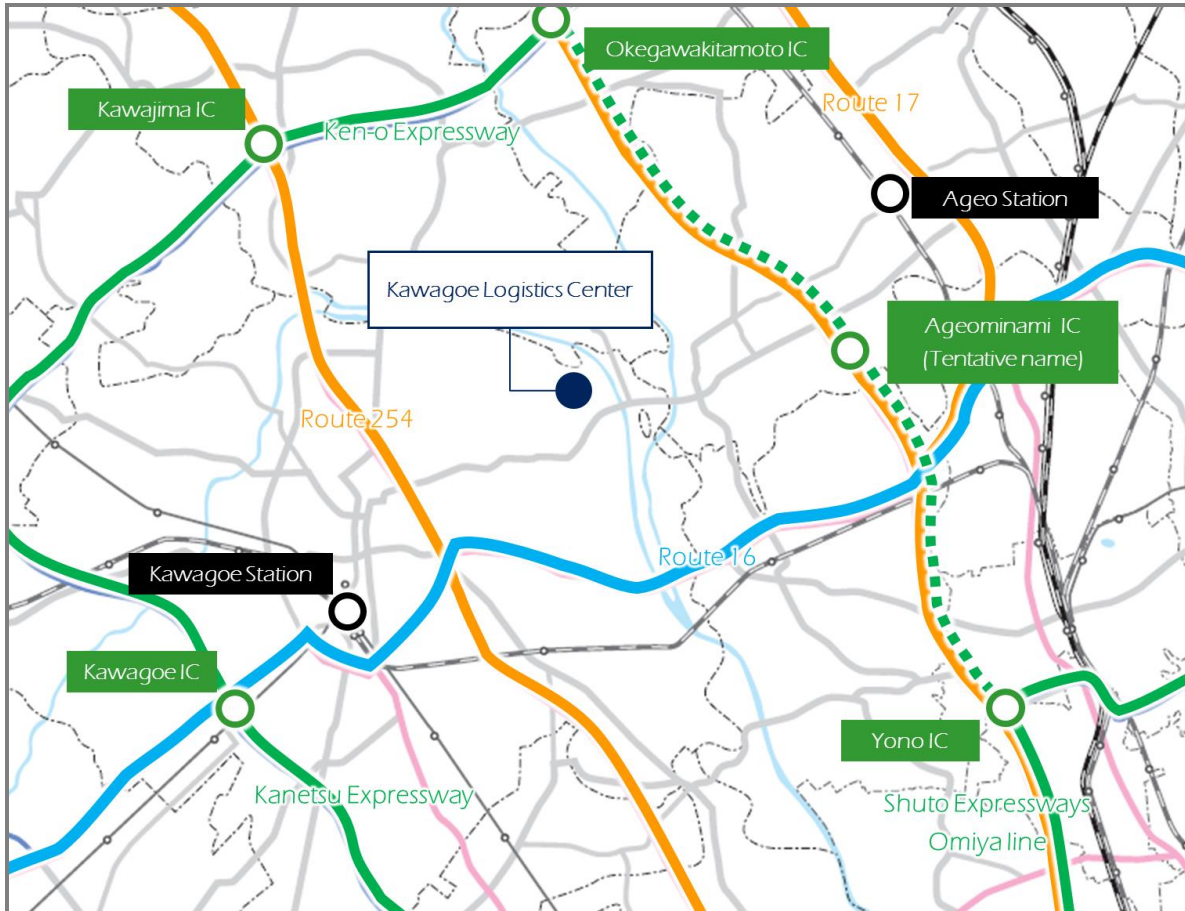 Okegawakitamoto IC
Kawajima IC
Route 17
Ken-o Expressway
Ageo Station
Kawagoe Logistics Center
Ageominami IC
(Tentative name)
Route 254
Route 16
Kawagoe Station
Kawagoe IC
Yono IC
Kanetsu Expressway
Shuto Expressways
Omiya line